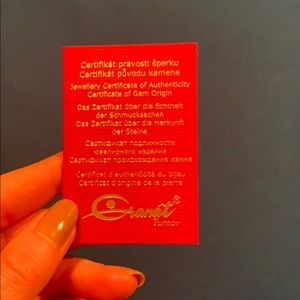 Certifikát pravosti šperku
Certifikát původu kamene
Jewellery Certificate of Authenticity
Certificate of Gem Origin
Das Zertifikat über die Echtheit
der Schmucksachen
Das Zertifikat über die Herkunft
der Steine
Сертификат подлинности
ювелирного изделия
Сертификат происхождения камня
Certificat d'authenticité du bijou
Certificat d'origine de la pierre
Granát ®
Turnov